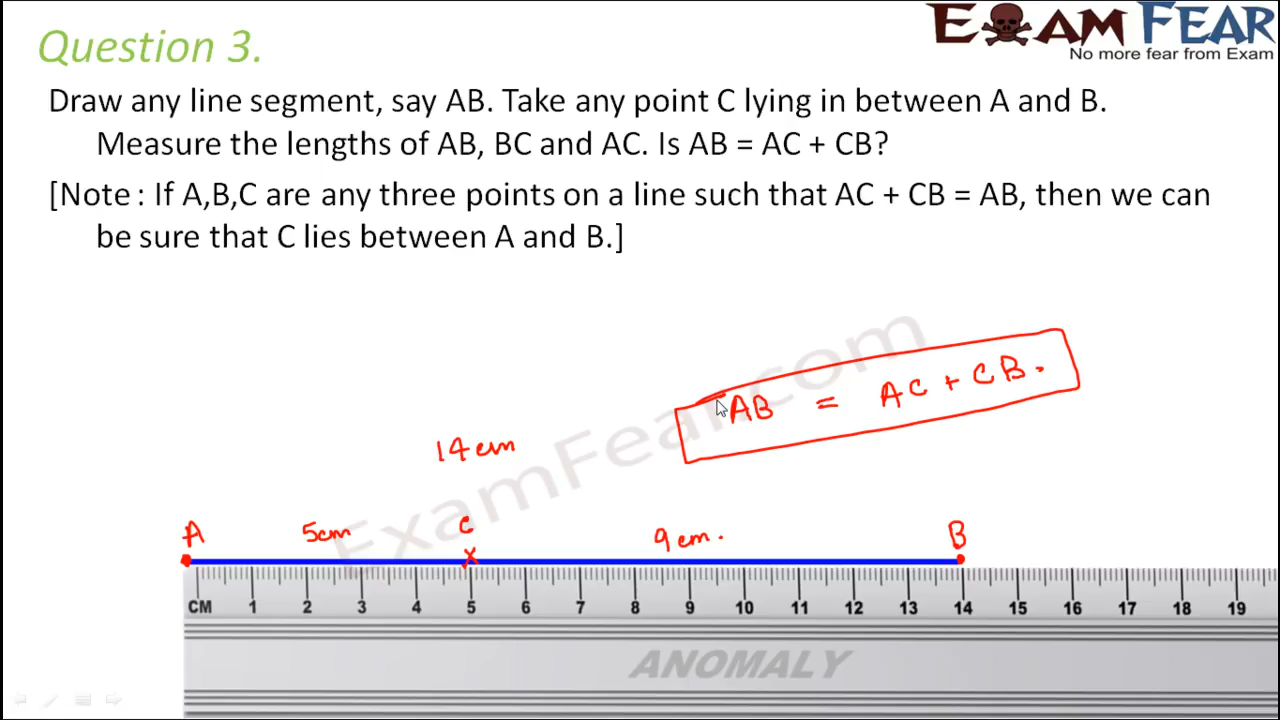 Question 3.
EXAM FEAR
No more fear from Exam
Draw any line segment, say AB. Take any point C lying in between A and B.
Measure the lengths of AB, BC and AC. Is AB = AC + CB?
[Note : If A,B,C are any three points on a line such that AC + CB = AB, then we can
be sure that C lies between A and B.]
ExamFear.com
AB = AC + CB.
14 cm
A 5cm C 9 cm. B
CM 1 2 3 4 5 6 7 8 9 10 11 12 13 14 15 16 17 18 19
ANOMALY